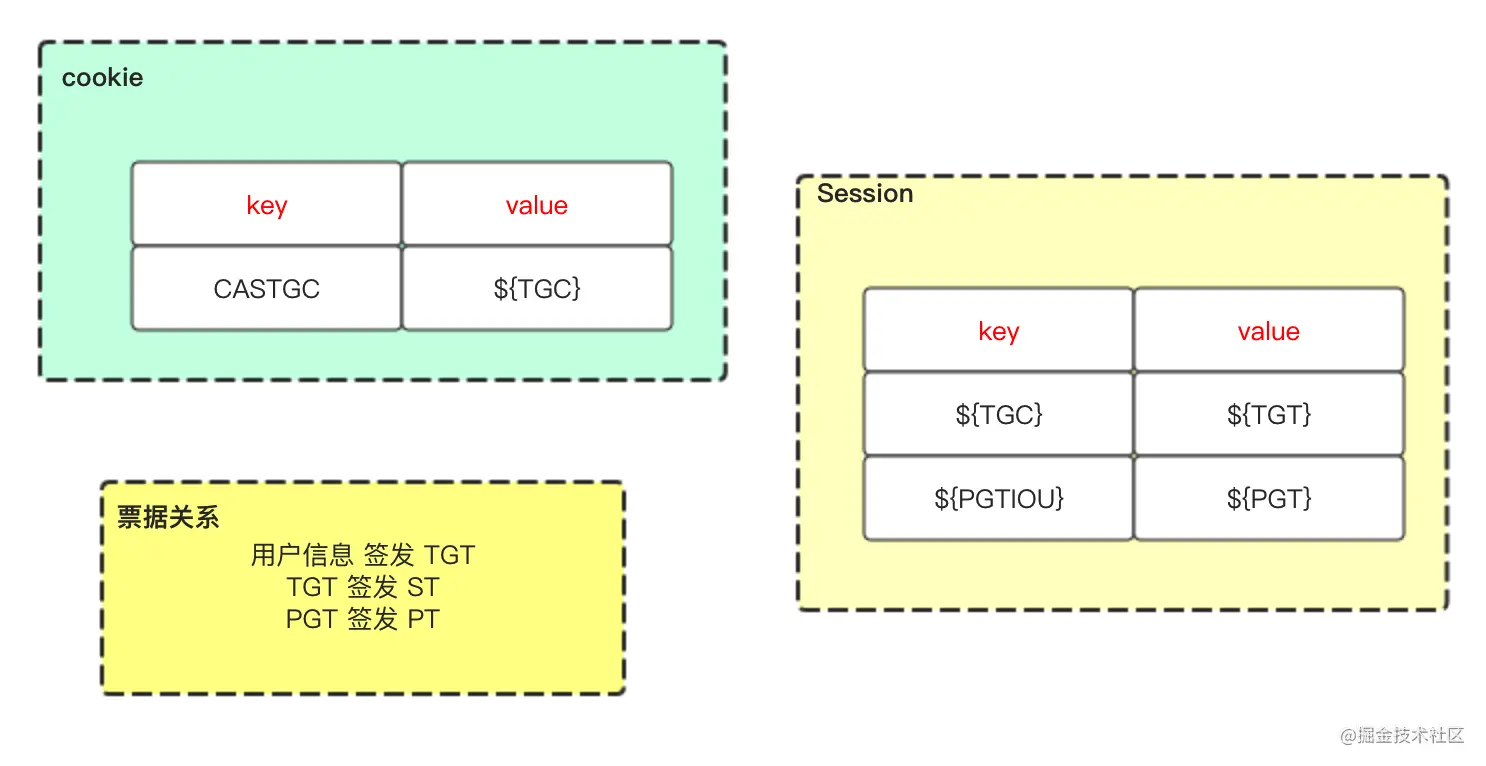 cookie
key value
CASTGC ${TGC}
Session
key value
${TGC} ${TGT}
${PGTIOU} ${PGT}
票据关系
用户信息 签发 TGT
TGT 签发 ST
PGT 签发 PT
@掘金技术社区